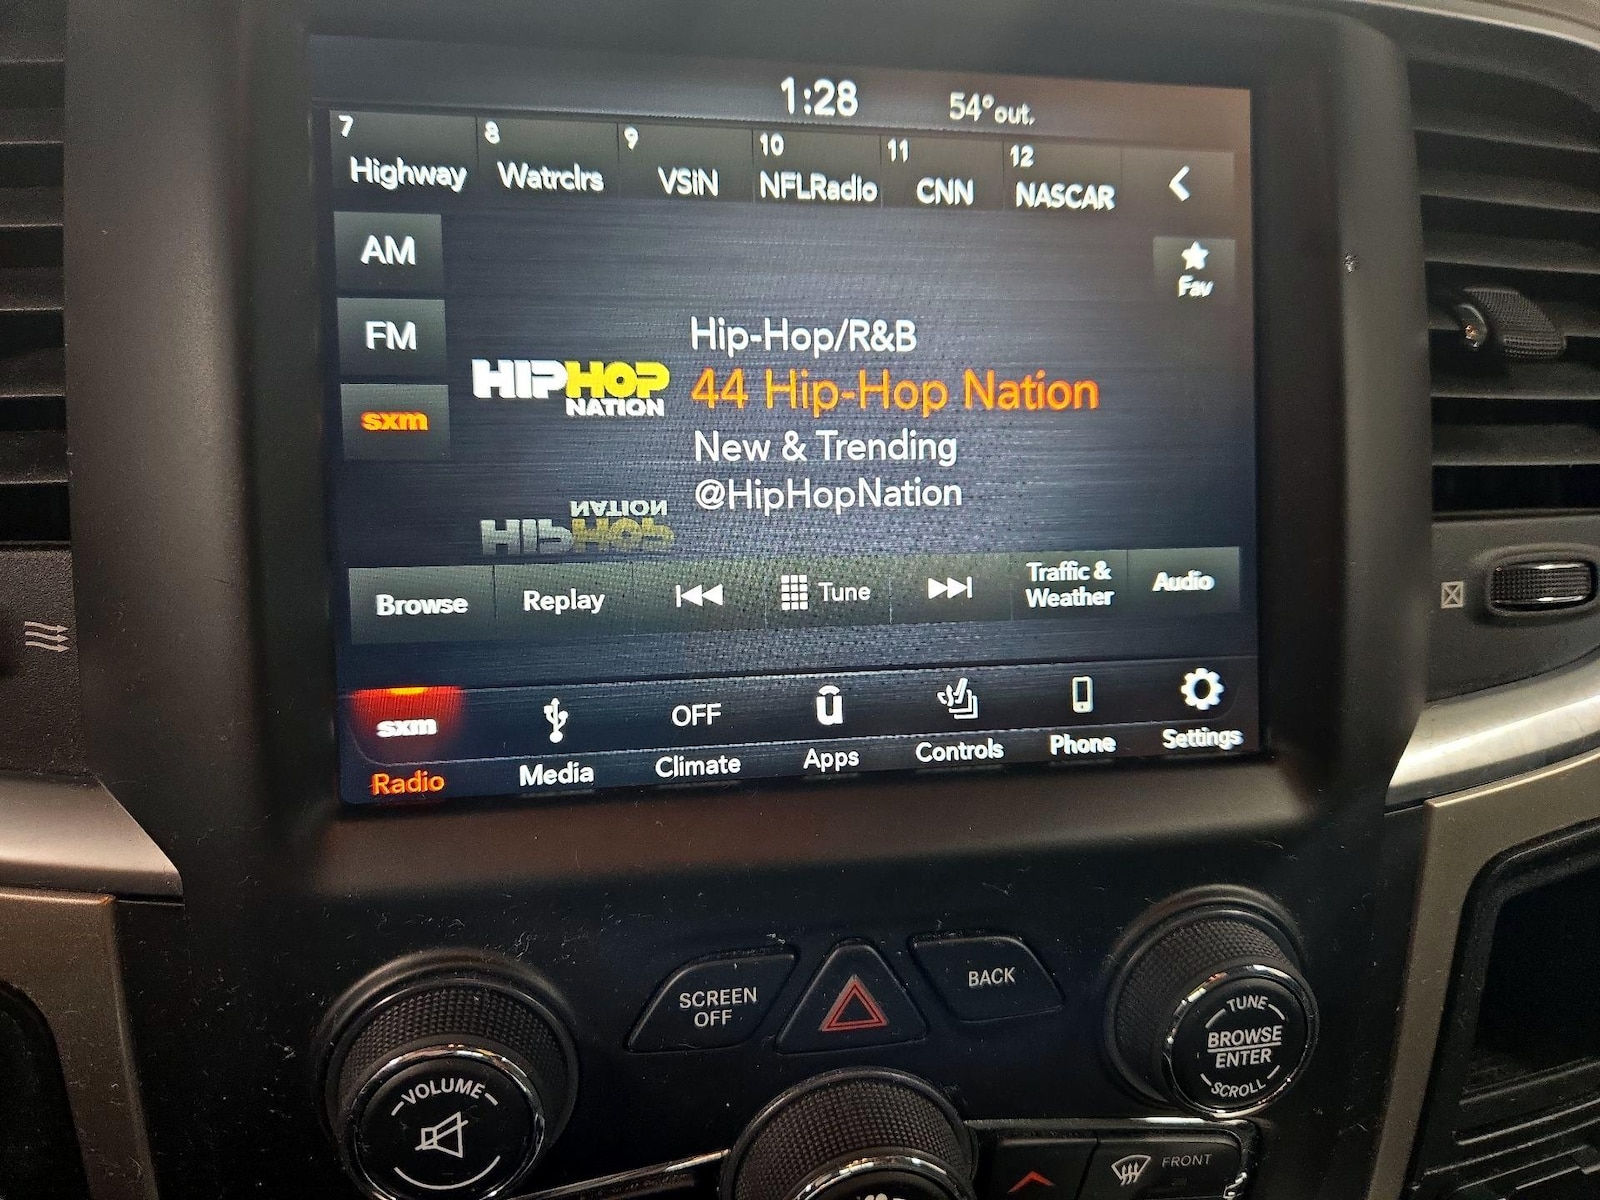 1:28 54° out.
7 Highway
8 Watrclrs
9 VSiN
10 NFLRadio
11 CNN
12 NASCAR
AM
Fav
FM
sxm
HIPHOP
NATION
Hip-Hop/R&B
44 Hip-Hop Nation
New & Trending
@HipHopNation
NATION
HIPHOP
Browse
Replay
Tune
Traffic &
Weather
Audio
sxm
Radio
Media
OFF
Climate
Apps
Controls
Phone
Settings
SCREEN
OFF
BACK
VOLUME
TUNE
BROWSE
ENTER
SCROLL
FRONT